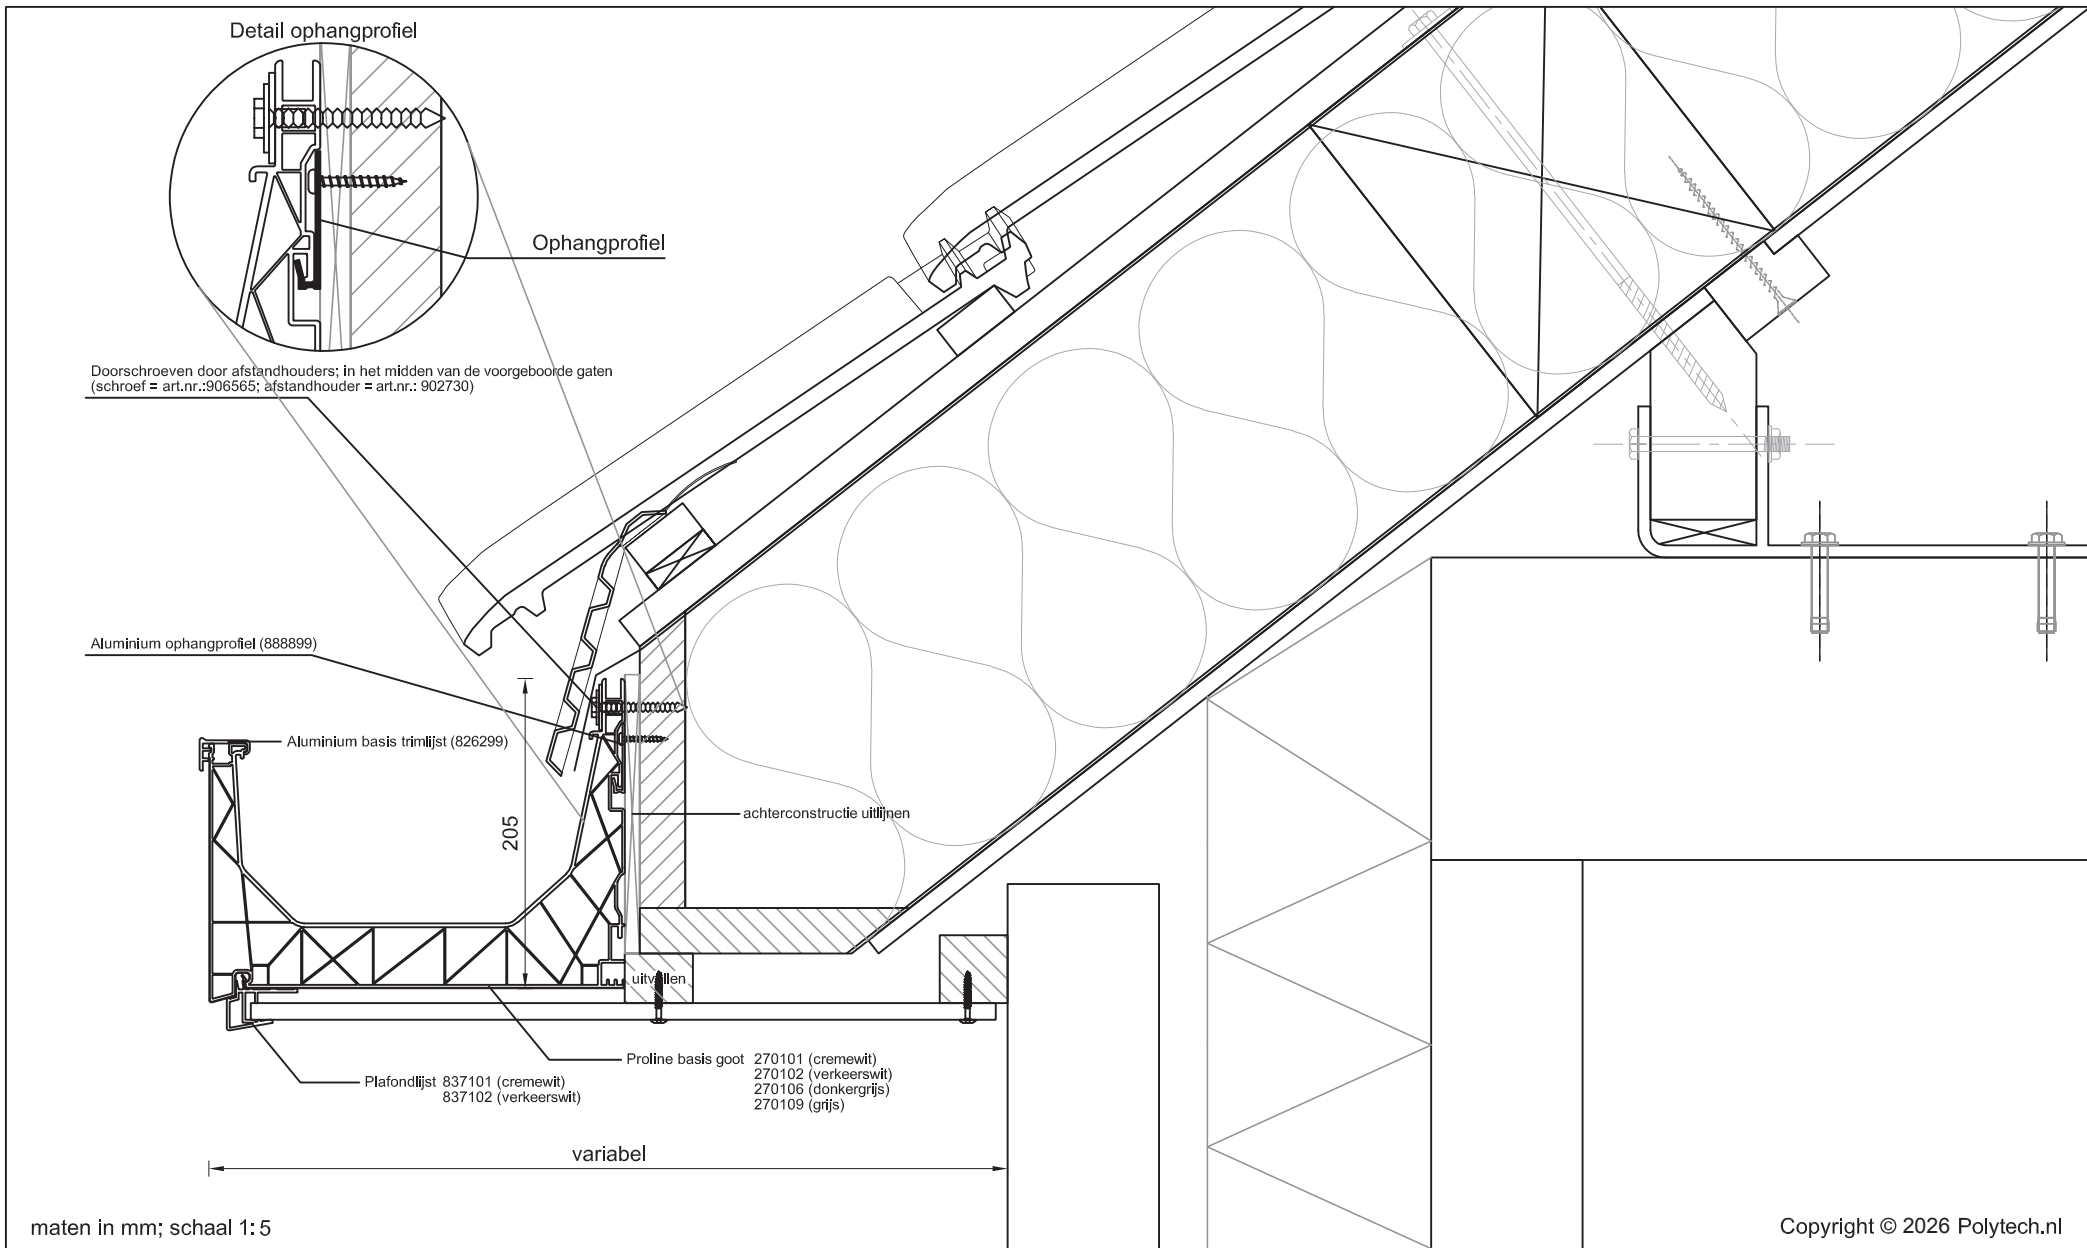 Detail ophangprofiel
Ophangprofiel
Doorschroeven door afstandhouders; in het midden van de voorgeboorde gaten
(schroef = art.nr.:906565; afstandhouder = art.nr.: 902730)
Aluminium ophangprofiel (888899)
Aluminium basis trimlijst (826299)
205
achterconstructie uitlijnen
uitvullen
Proline basis goot 270101 (cremewit)
270102 (verkeerswit)
270106 (donkergrijs)
270109 (grijs)
Plafondlijst 837101 (cremewit)
837102 (verkeerswit)
variabel
maten in mm; schaal 1:5
Copyright © 2026 Polytech.nl